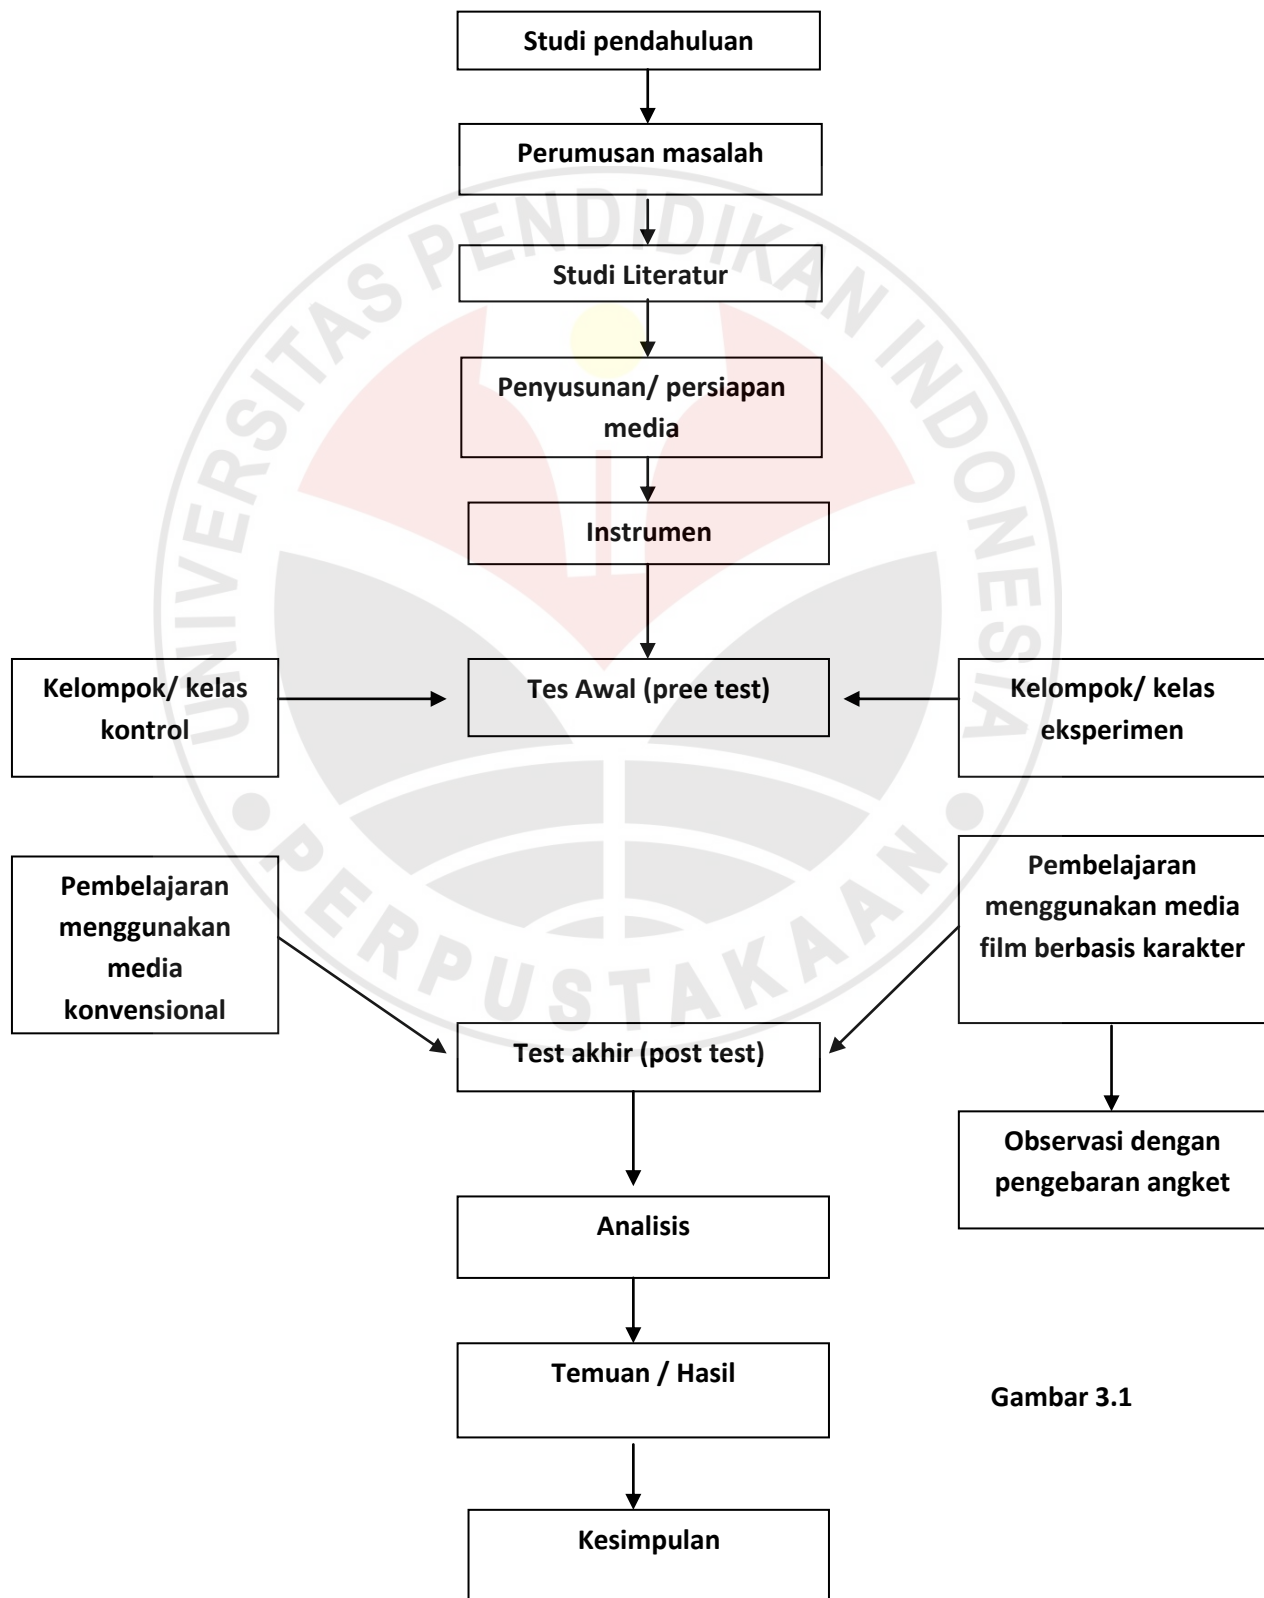 Studi pendahuluan
Perumusan masalah
Studi Literatur
Penyusunan/ persiapan
media
Instrumen
Kelompok/ kelas
kontrol
Tes Awal (pree test)
Kelompok/ kelas
eksperimen
Pembelajaran
menggunakan
media
konvensional
Pembelajaran
menggunakan media
film berbasis karakter
Test akhir (post test)
Observasi dengan
pengebaran angket
Analisis
Temuan / Hasil
Gambar 3.1
Kesimpulan
UNIVERSITAS PENDIDIKAN INDONESIA
PERPUSTAKAAN